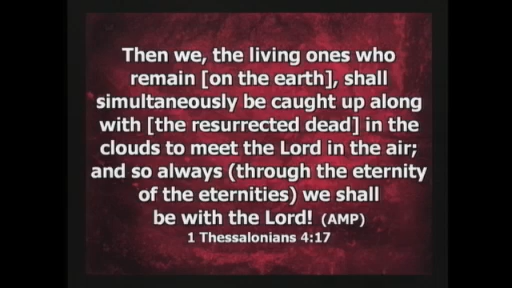 Then we, the living ones who
remain [on the earth], shall
simultaneously be caught up along
with [the resurrected dead] in the
clouds to meet the Lord in the air;
and so always (through the eternity
of the eternities) we shall
be with the Lord! (AMP)
1 Thessalonians 4:17